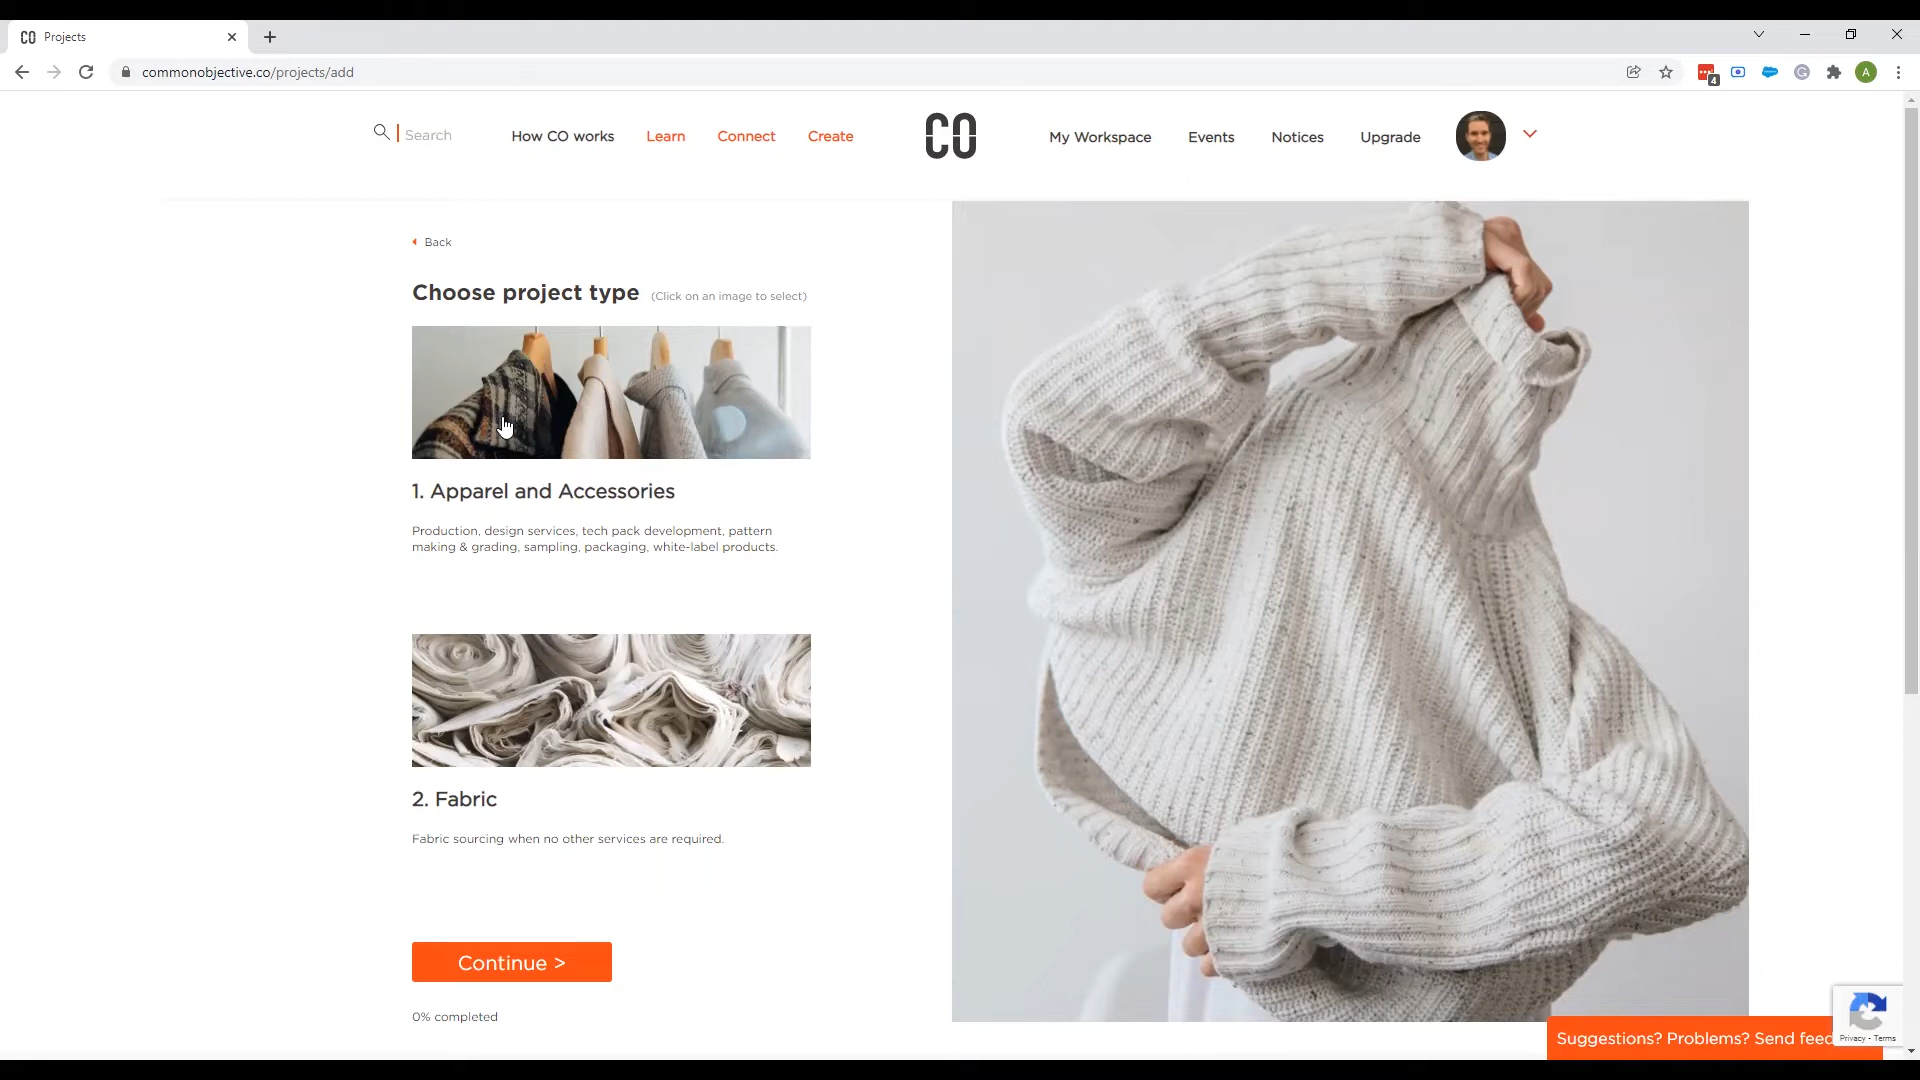 CO Projects
commonobjective.co/projects/add
4
A
Search
How CO works
Learn
Connect
Create
CO
My Workspace
Events
Notices
Upgrade
Back
Choose project type (Click on an image to select)
1. Apparel and Accessories
Production, design services, tech pack development, pattern
making & grading, sampling, packaging, white-label products.
2. Fabric
Fabric sourcing when no other services are required.
Continue >
0% completed
Suggestions? Problems? Send feed
Privacy - Terms